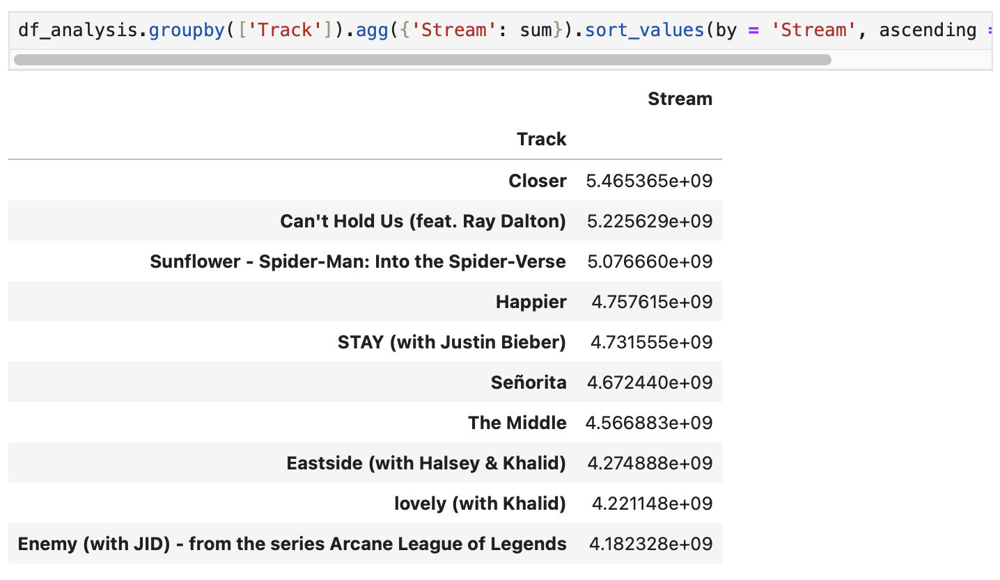 df_analysis.groupby(['Track']).agg({'Stream': sum}).sort_values(by = 'Stream', ascending =
Stream
Track
Closer 5.465365e+09
Can't Hold Us (feat. Ray Dalton) 5.225629e+09
Sunflower - Spider-Man: Into the Spider-Verse 5.076660e+09
Happier 4.757615e+09
STAY (with Justin Bieber) 4.731555e+09
Señorita 4.672440e+09
The Middle 4.566883e+09
Eastside (with Halsey & Khalid) 4.274888e+09
lovely (with Khalid) 4.221148e+09
Enemy (with JID) - from the series Arcane League of Legends 4.182328e+09